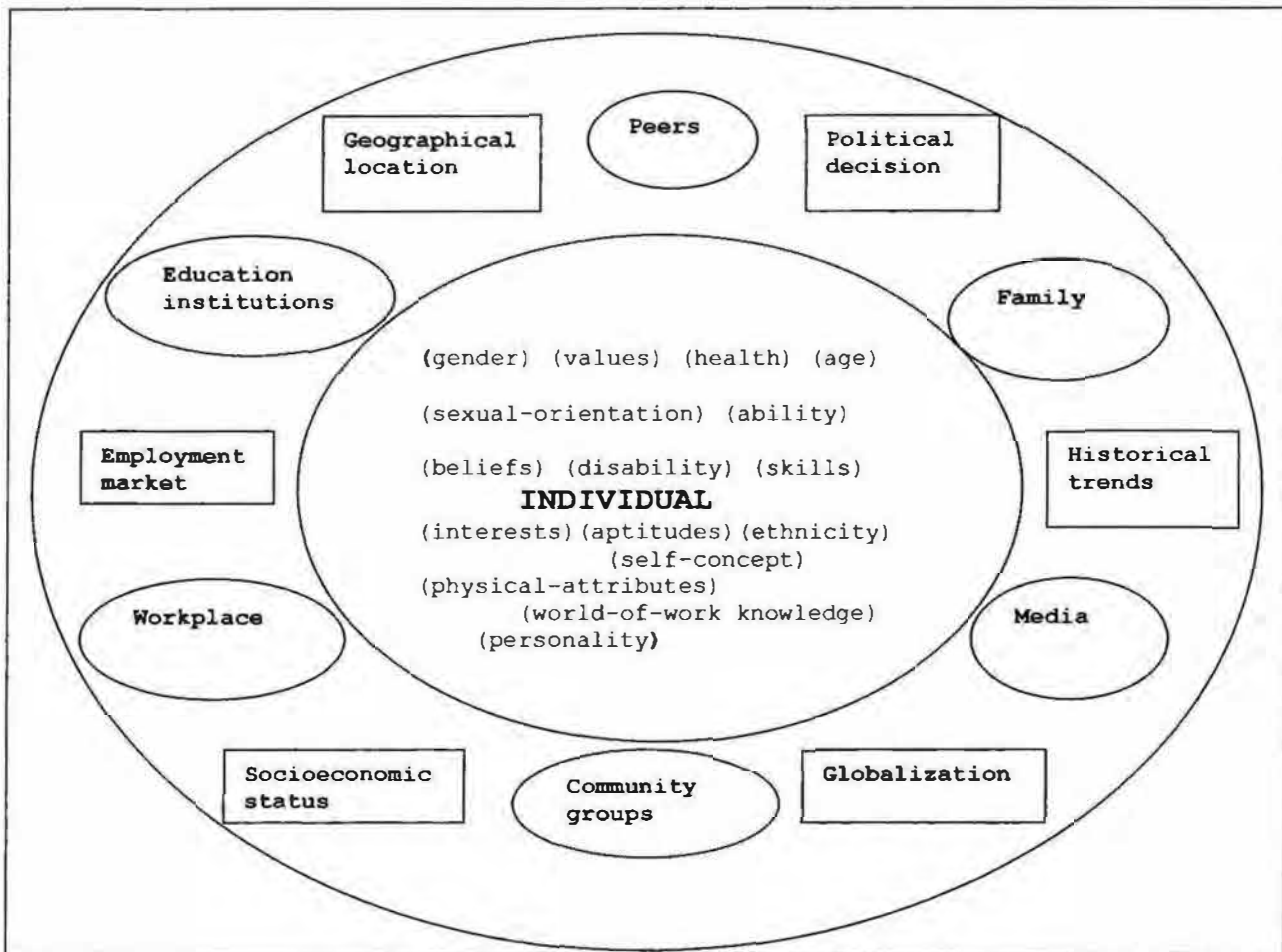 Peers
Geographical
location
Political
decision
Education
institutions
Family
(gender) (values) (health) (age)
(sexual-orientation) (ability)
Employment
market
(beliefs) (disability) (skills)
Historical
trends
INDIVIDUAL
(interests) (aptitudes) (ethnicity)
(self-concept)
(physical-attributes)
Workplace
(world-of-work knowledge)
Media
(personality)
Socioeconomic
status
Community
groups
Globalization